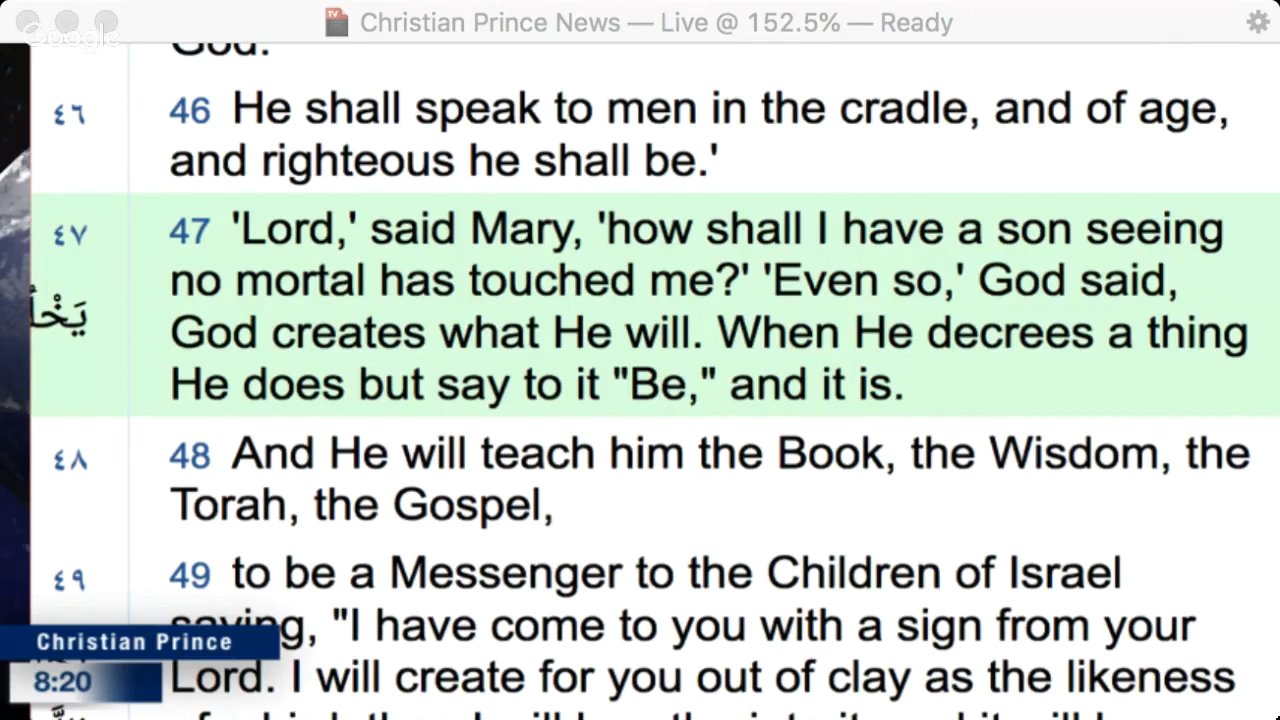 Christian Prince News — Live @ 152.5% — Ready
Google
God.
٤٦
46 He shall speak to men in the cradle, and of age,
and righteous he shall be.'
٤٧
47 'Lord,' said Mary, 'how shall I have a son seeing
no mortal has touched me?' 'Even so,' God said,
God creates what He will. When He decrees a thing
He does but say to it "Be," and it is.
٤٨
48 And He will teach him the Book, the Wisdom, the
Torah, the Gospel,
٤٩
49 to be a Messenger to the Children of Israel
saying, "I have come to you with a sign from your
Lord. I will create for you out of clay as the likeness
Christian Prince
8:20